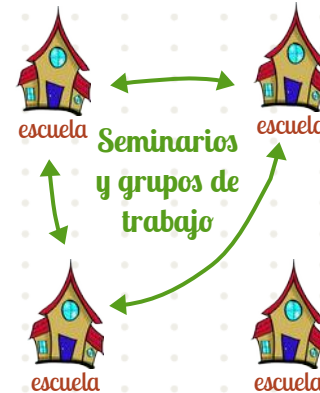 escuela
escuela
Seminarios
y grupos de
trabajo
escuela
escuela